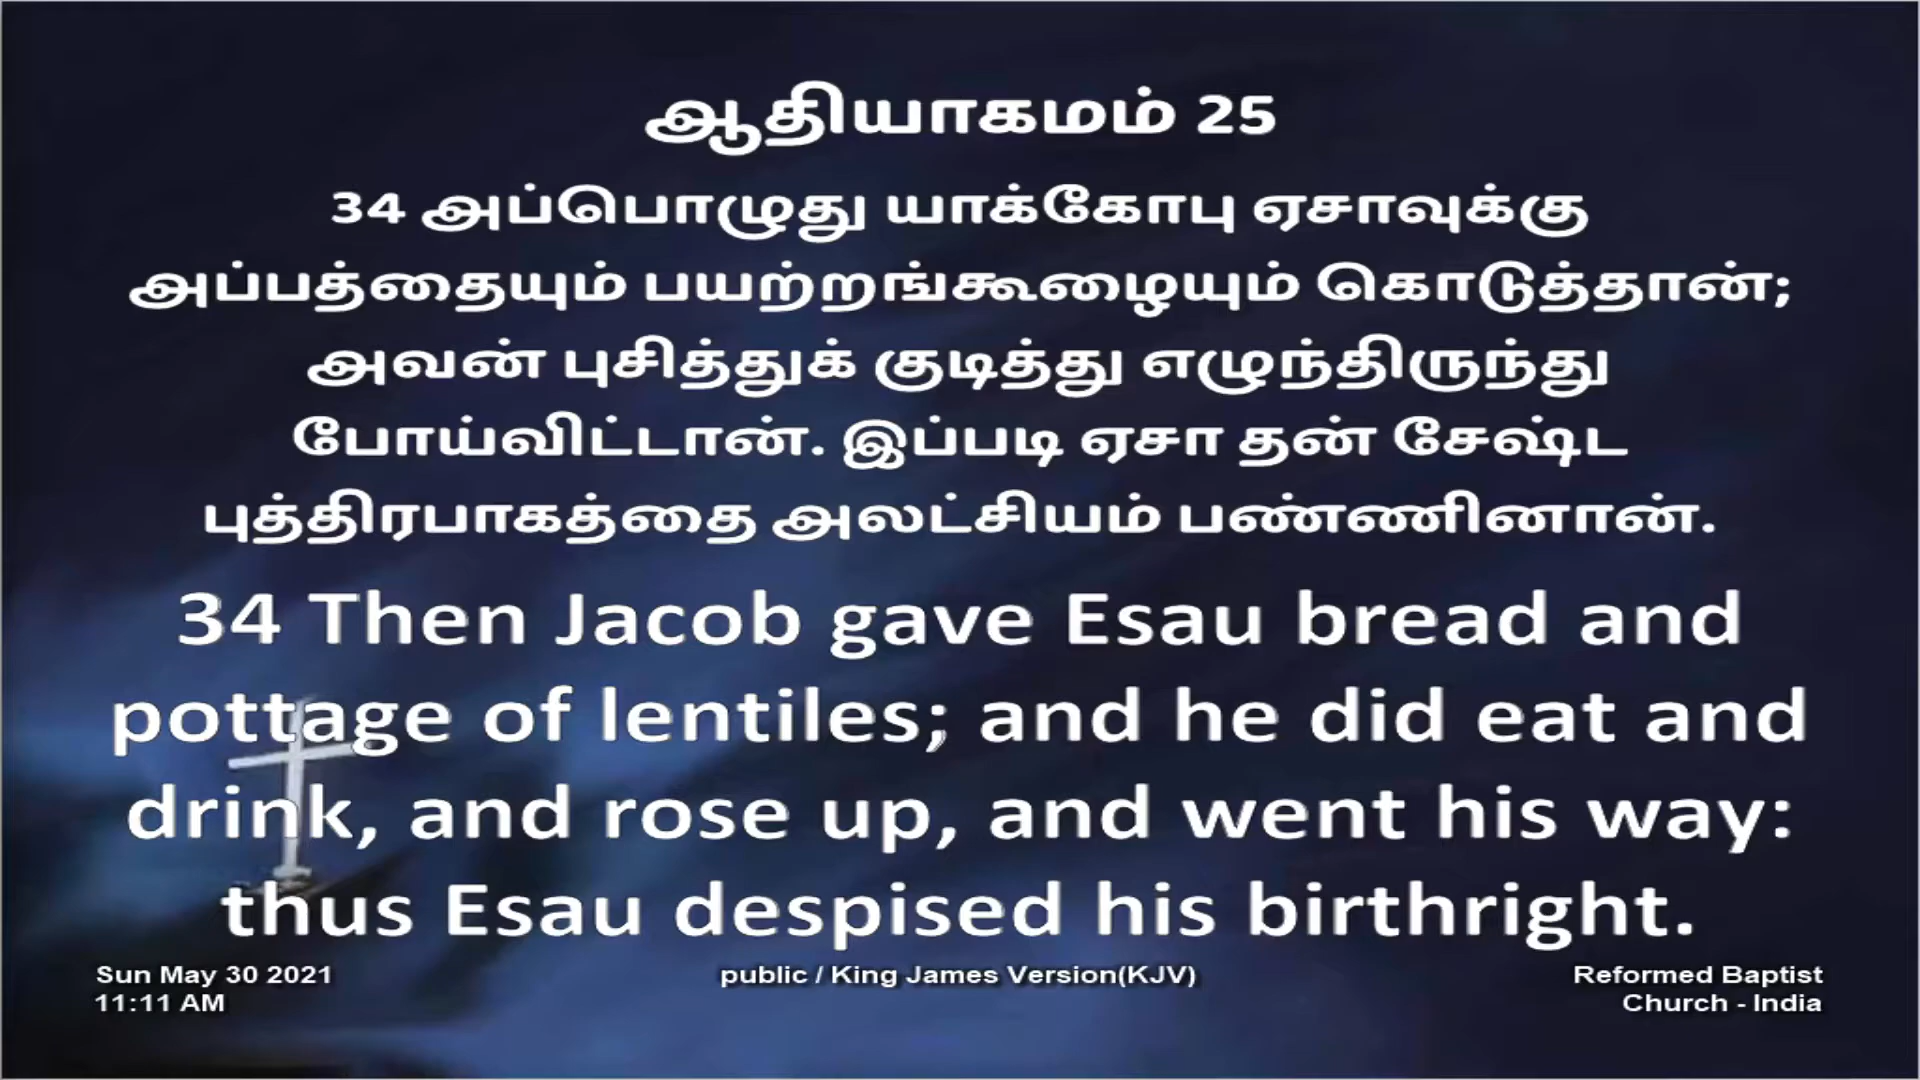 ஆதியாகமம் 25
34 அப்பொழுது யாக்கோபு ஏசாவுக்கு
அப்பத்தையும் பயற்றங்கூழையும் கொடுத்தான்;
அவன் புசித்துக் குடித்து எழுந்திருந்து
போய்விட்டான். இப்படி ஏசா தன் சேஷ்ட
புத்திரபாகத்தை அலட்சியம் பண்ணினான்.
34 Then Jacob gave Esau bread and
pottage of lentiles; and he did eat and
drink, and rose up, and went his way:
thus Esau despised his birthright.
Sun May 30 2021
11:11 AM
public / King James Version(KJV)
Reformed Baptist
Church - India